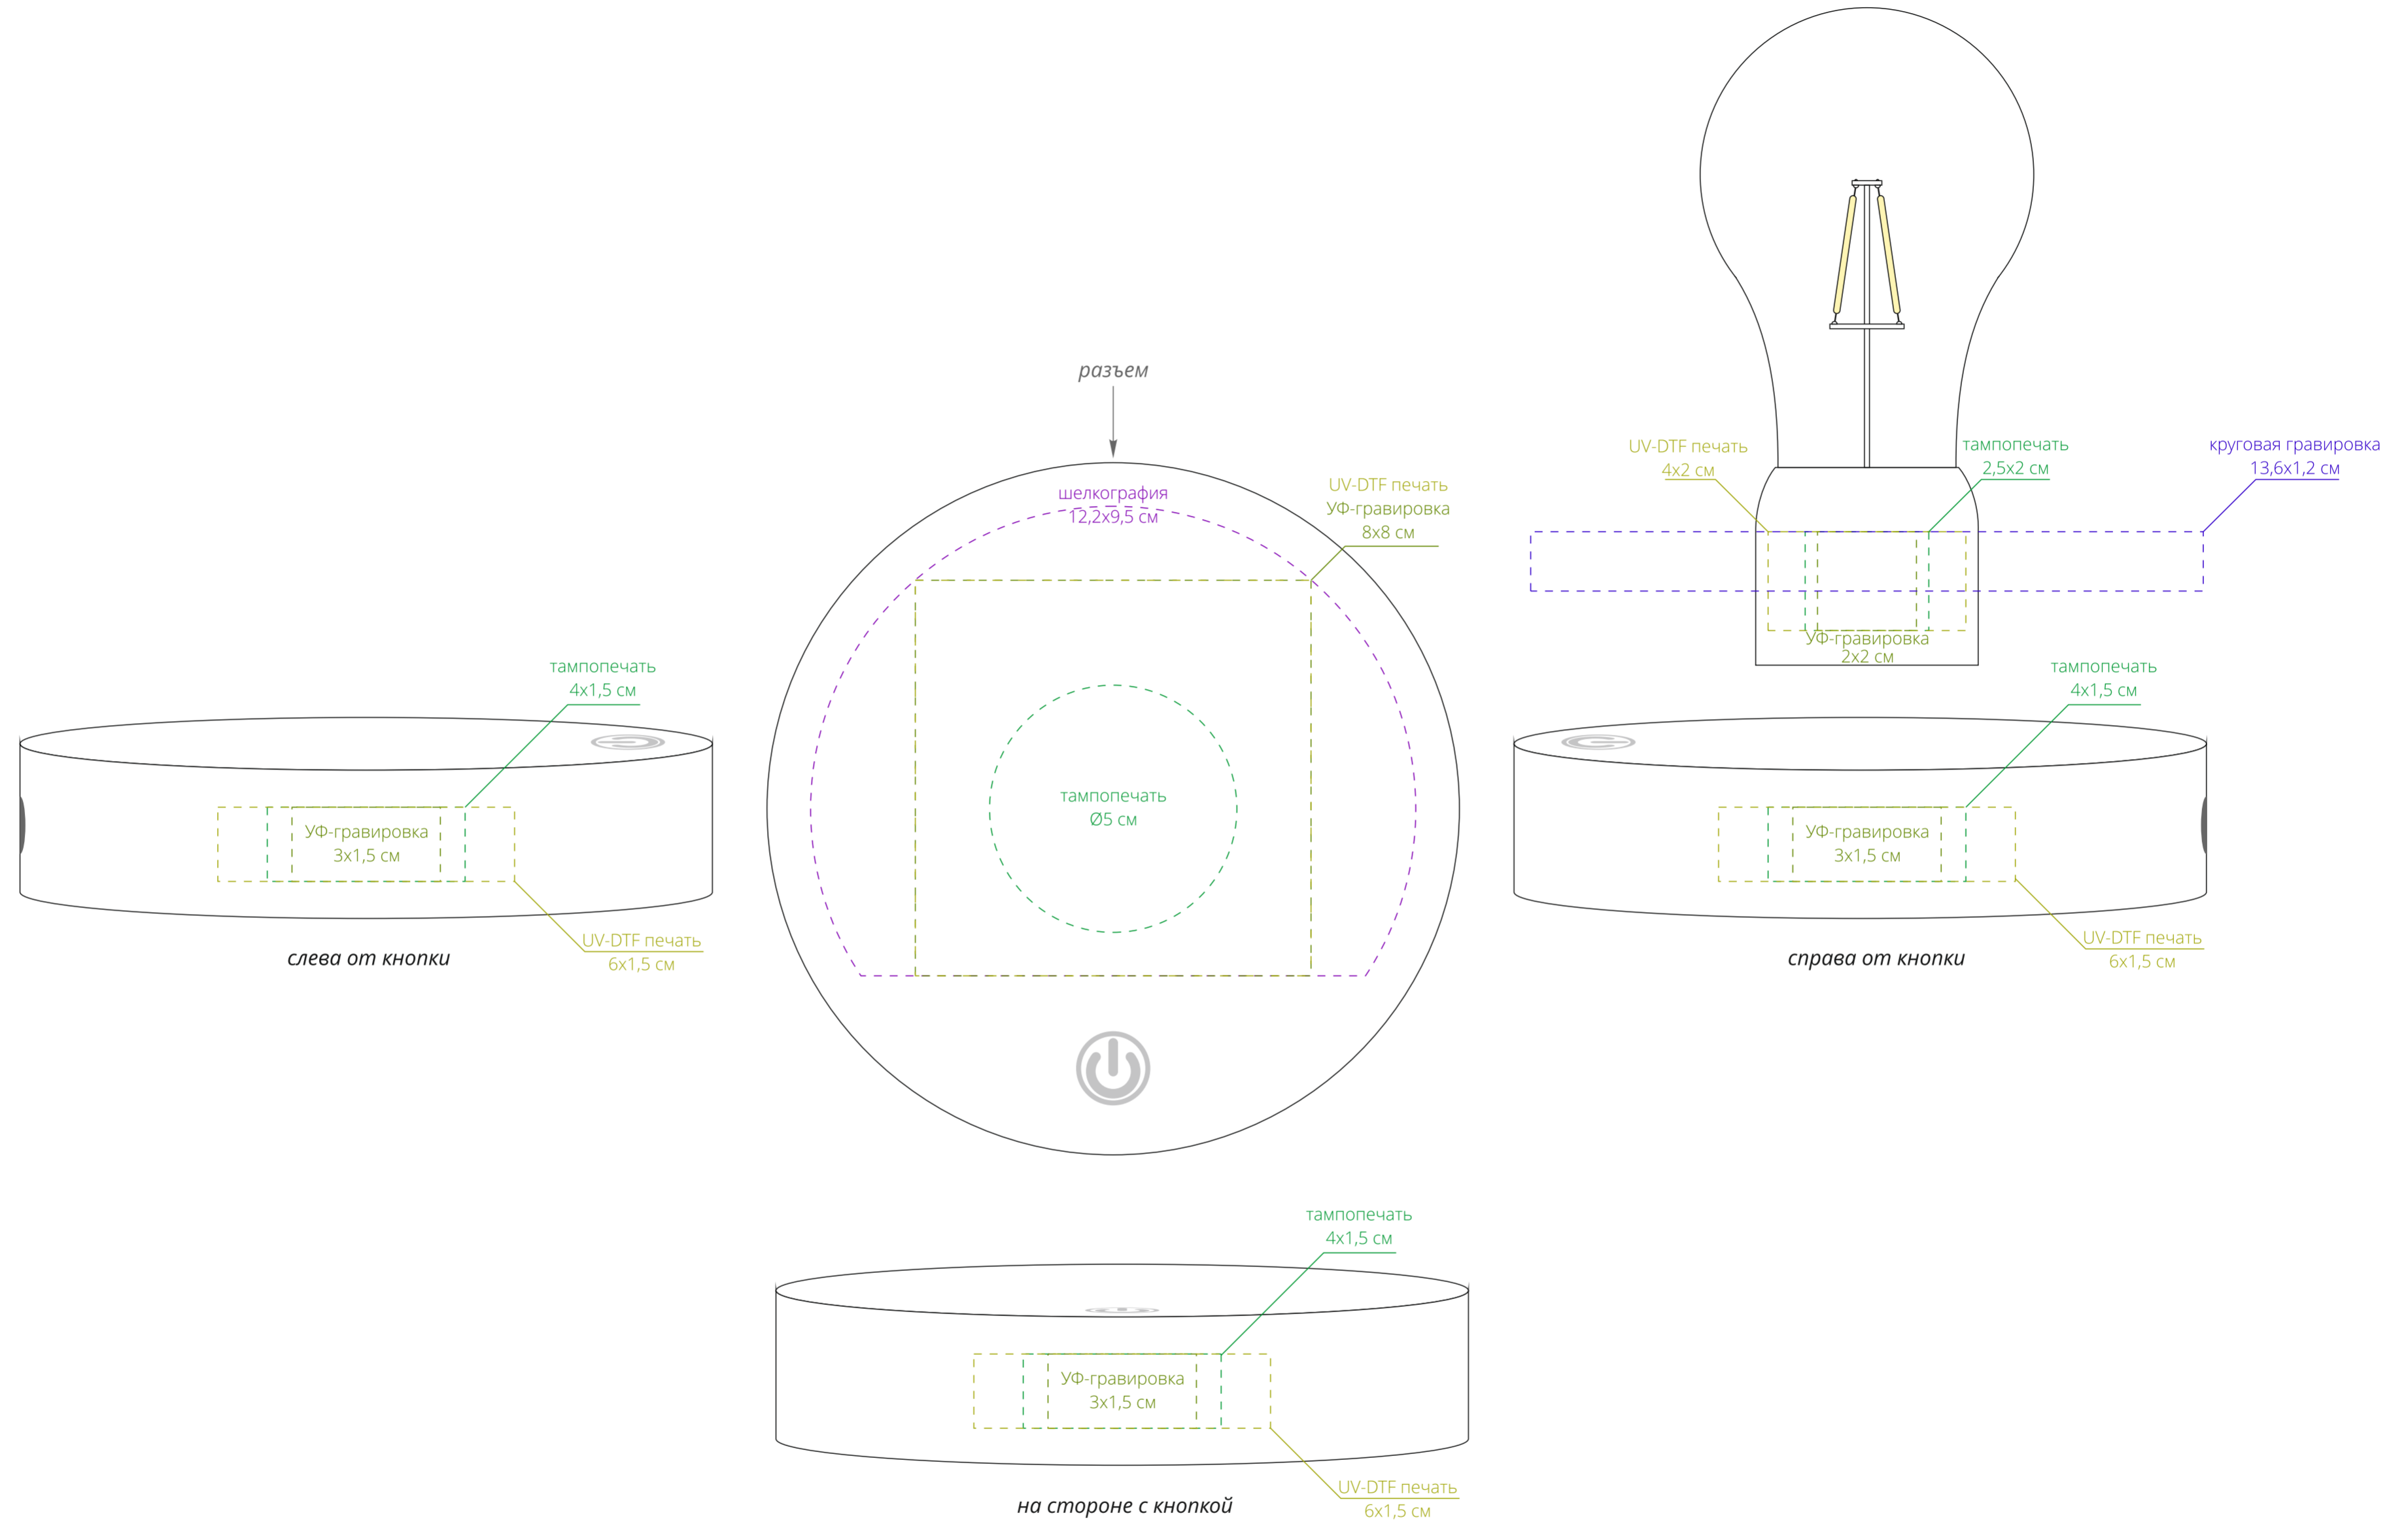 разъем
шелкография
12,2х9,5 см
UV-DTF печать
УФ-гравировка
8х8 см
тампопечать
Ø5 см
UV-DTF печать
4х2 см
тампопечать
2,5х2 см
круговая гравировка
13,6х1,2 см
УФ-гравировка
2х2 см
тампопечать
4х1,5 см
УФ-гравировка
3х1,5 см
UV-DTF печать
6х1,5 см
слева от кнопки
тампопечать
4х1,5 см
УФ-гравировка
3х1,5 см
UV-DTF печать
6х1,5 см
справа от кнопки
тампопечать
4х1,5 см
УФ-гравировка
3х1,5 см
UV-DTF печать
6х1,5 см
на стороне с кнопкой